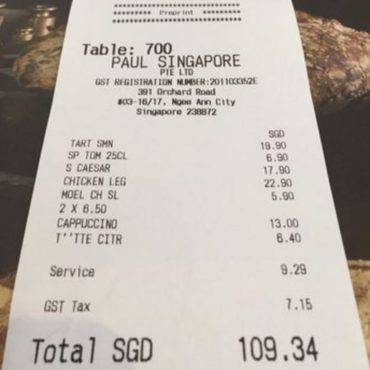 ********* Preprint *********
Table: 700
PAUL SINGAPORE
PTE LTD
GST REGISTRATION NUMBER:201103352E
391 Orchard Road
#03-16/17, Ngee Ann City
Singapore 238872
SGD
TART SMN 19.90
SP TOM 25CL 6.90
S CAESAR 17.90
CHICKEN LEG 22.90
MOEL CH SL 5.90
2 X 6.50
CAPPUCCINO 13.00
T''TTE CITR 6.40
Service 9.29
GST Tax 7.15
Total SGD 109.34